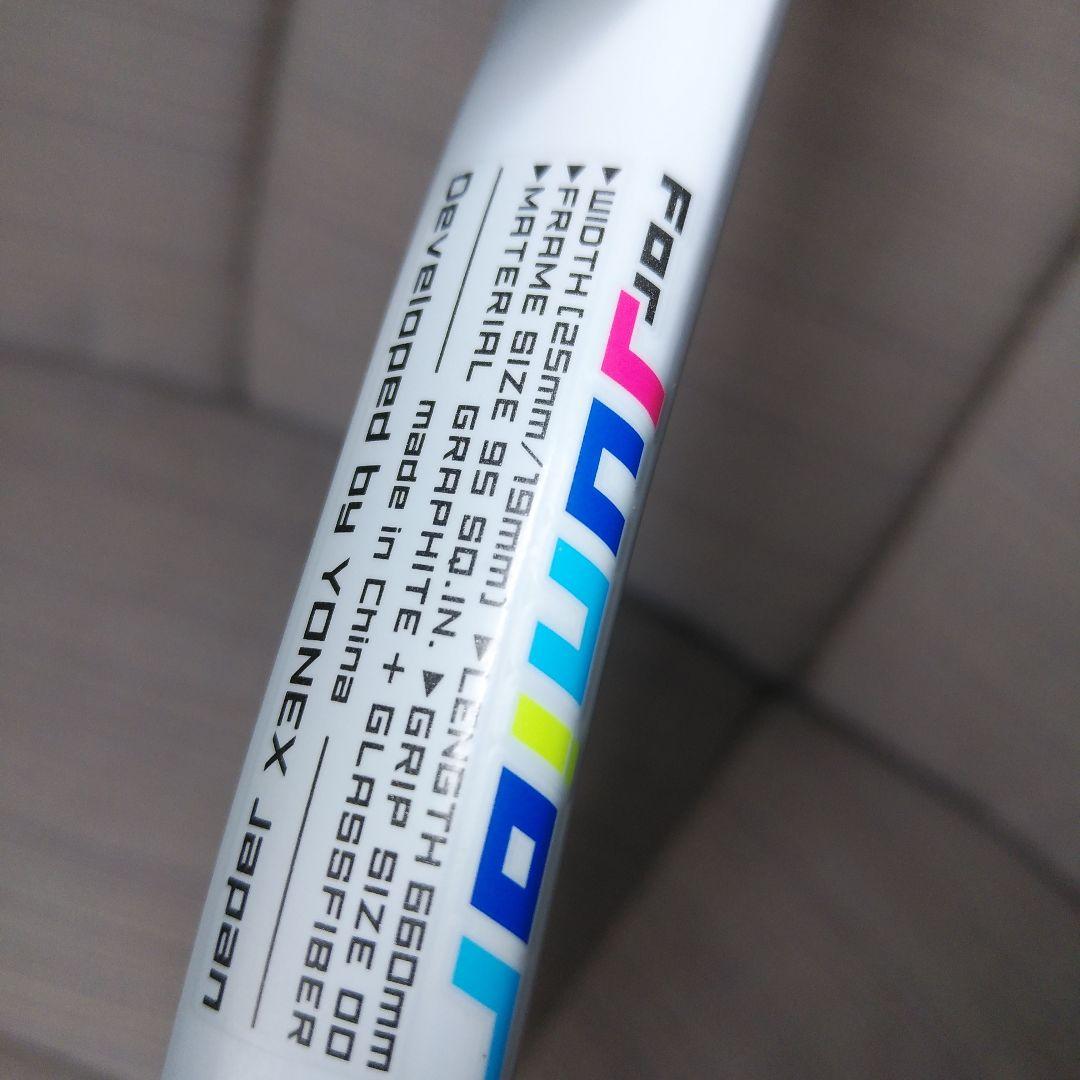 For Junior
▶WIDTH [25mm/19mm] ▶LENGTH 660mm
▶FRAME SIZE 95 SQ.IN. ▶GRIP SIZE 00
▶MATERIAL GRAPHITE + GLASSFIBER
made in China
Developed by YONEX Japan